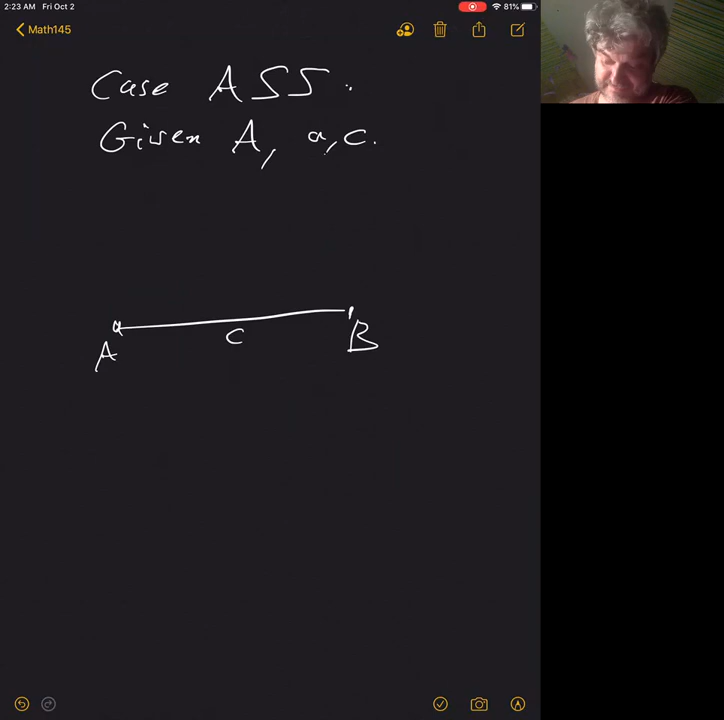 2:23 AM Fri Oct 2 81%
Math145
Case ASS.
Given A, a, c.
C
A B